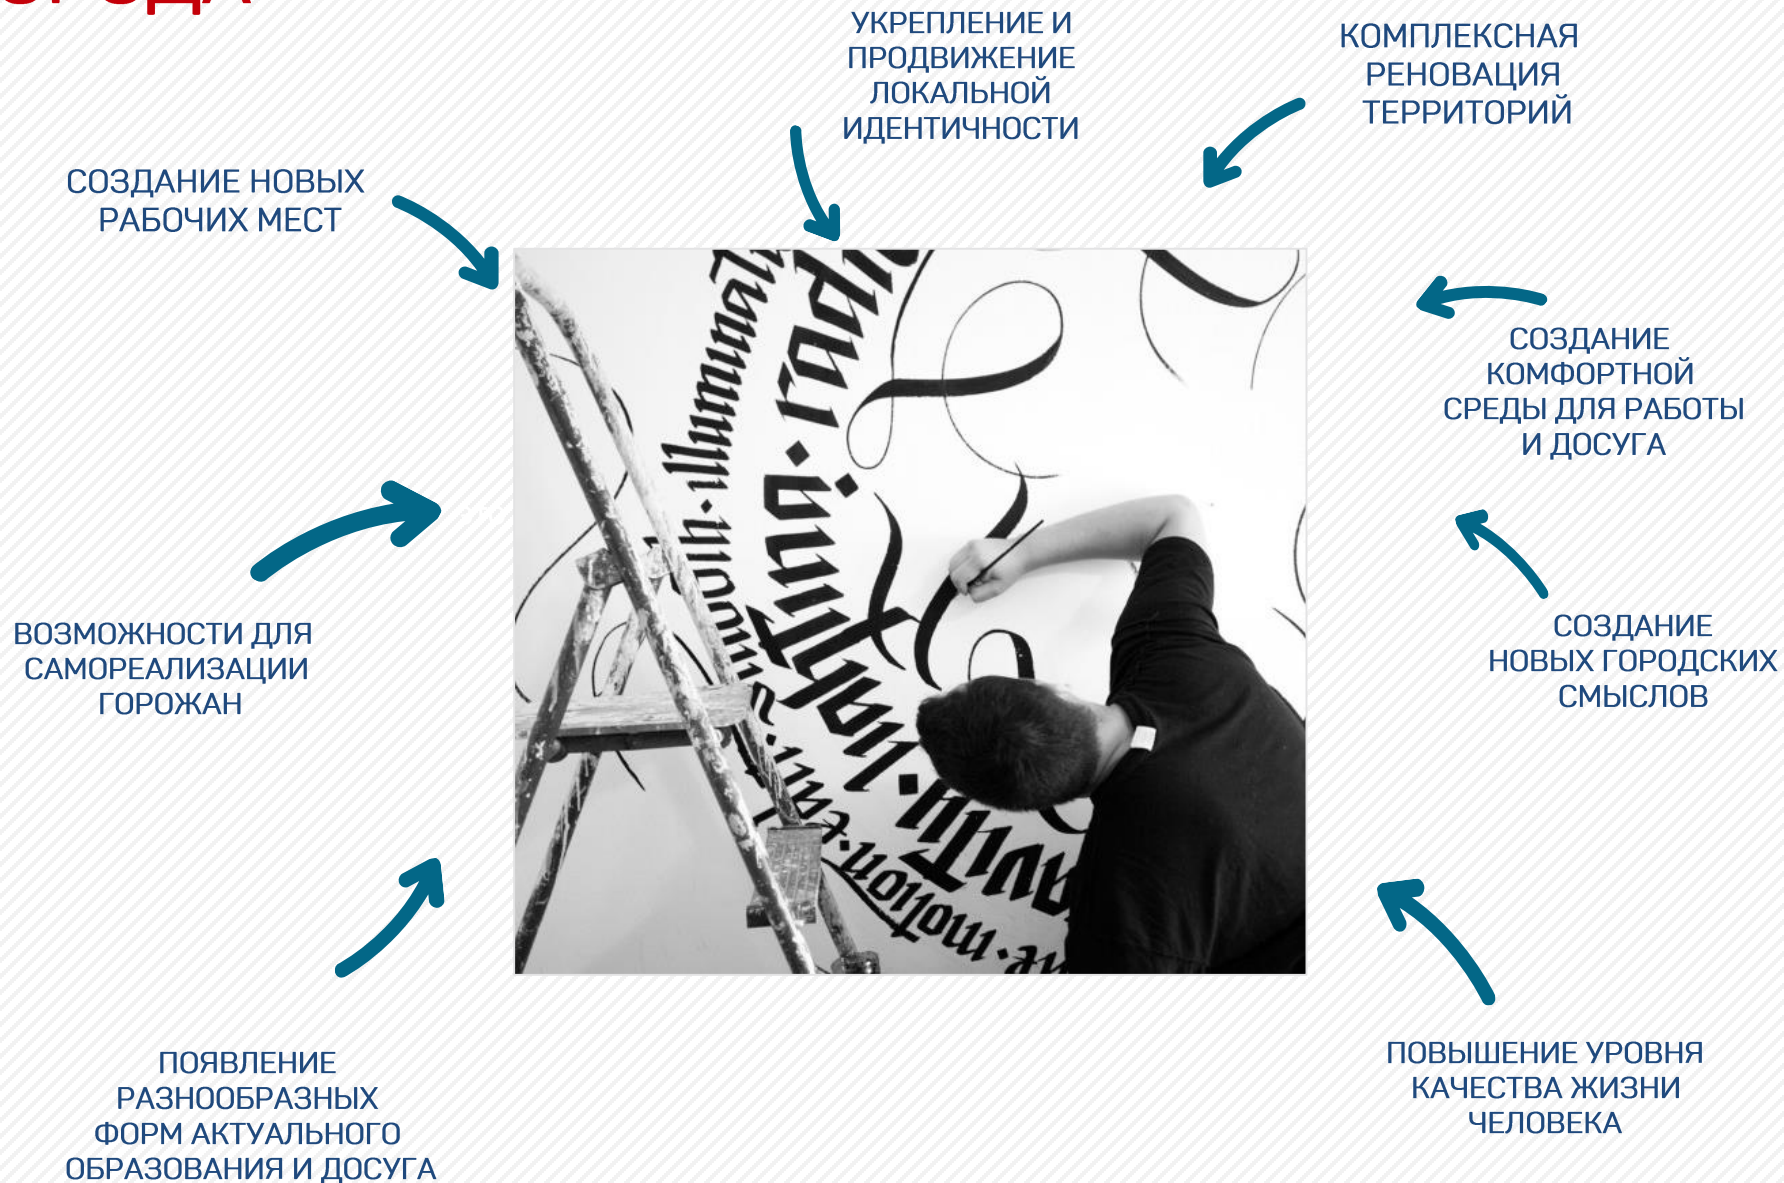 УКРЕПЛЕНИЕ И
ПРОДВИЖЕНИЕ
ЛОКАЛЬНОЙ
ИДЕНТИЧНОСТИ
КОМПЛЕКСНАЯ
РЕНОВАЦИЯ
ТЕРРИТОРИЙ
СОЗДАНИЕ НОВЫХ
РАБОЧИХ МЕСТ
СОЗДАНИЕ
КОМФОРТНОЙ
СРЕДЫ ДЛЯ РАБОТЫ
И ДОСУГА
ВОЗМОЖНОСТИ ДЛЯ
САМОРЕАЛИЗАЦИИ
ГОРОЖАН
СОЗДАНИЕ
НОВЫХ ГОРОДСКИХ
СМЫСЛОВ
ПОЯВЛЕНИЕ
РАЗНООБРАЗНЫХ
ФОРМ АКТУАЛЬНОГО
ОБРАЗОВАНИЯ И ДОСУГА
ПОВЫШЕНИЕ УРОВНЯ
КАЧЕСТВА ЖИЗНИ
ЧЕЛОВЕКА
motion